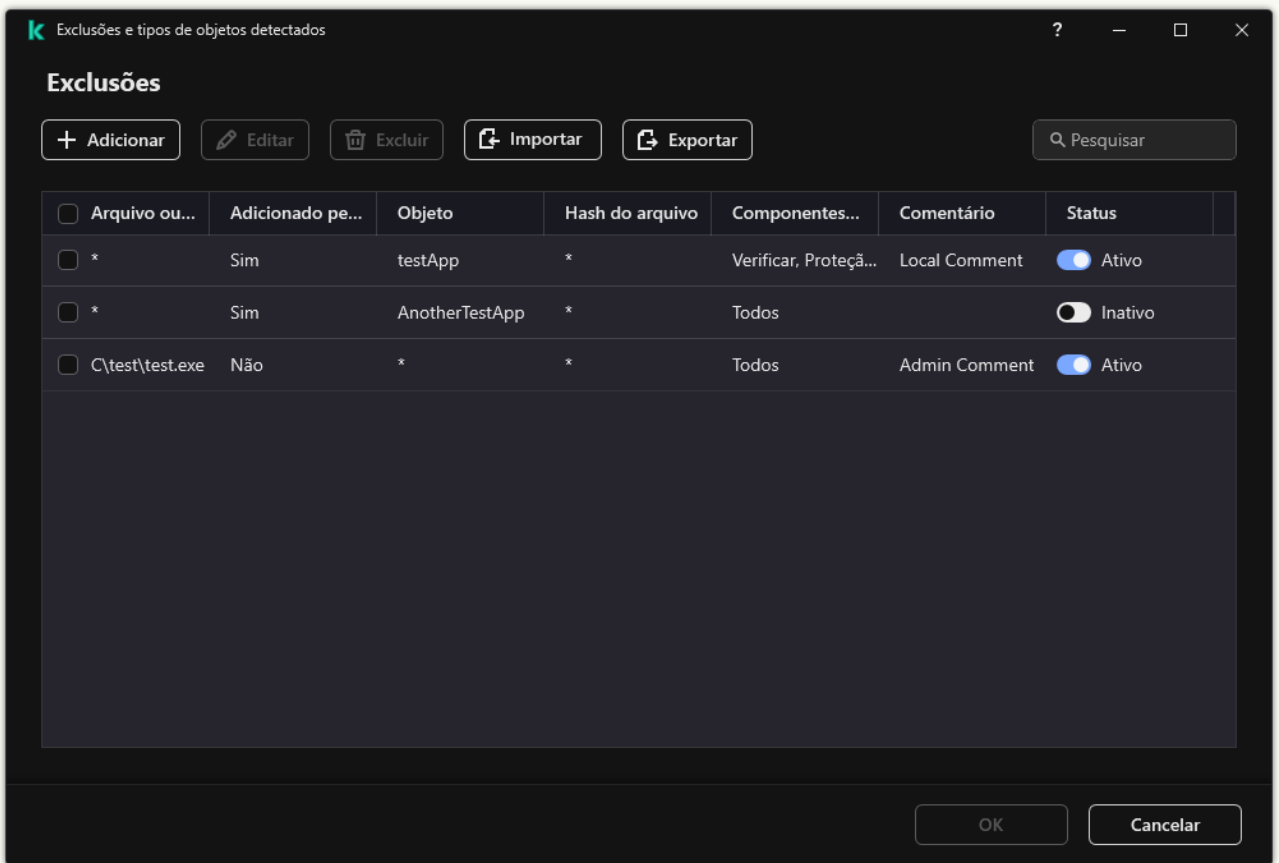 Exclusões e tipos de objetos detectados ?
Exclusões
Adicionar Editar Excluir Importar Exportar Pesquisar
Arquivo ou... Adicionado pe... Objeto Hash do arquivo Componentes... Comentário Status
* Sim testApp * Verificar, Proteçã... Local Comment Ativo
* Sim AnotherTestApp * Todos Inativo
C\test\test.exe Não * * Todos Admin Comment Ativo
OK Cancelar